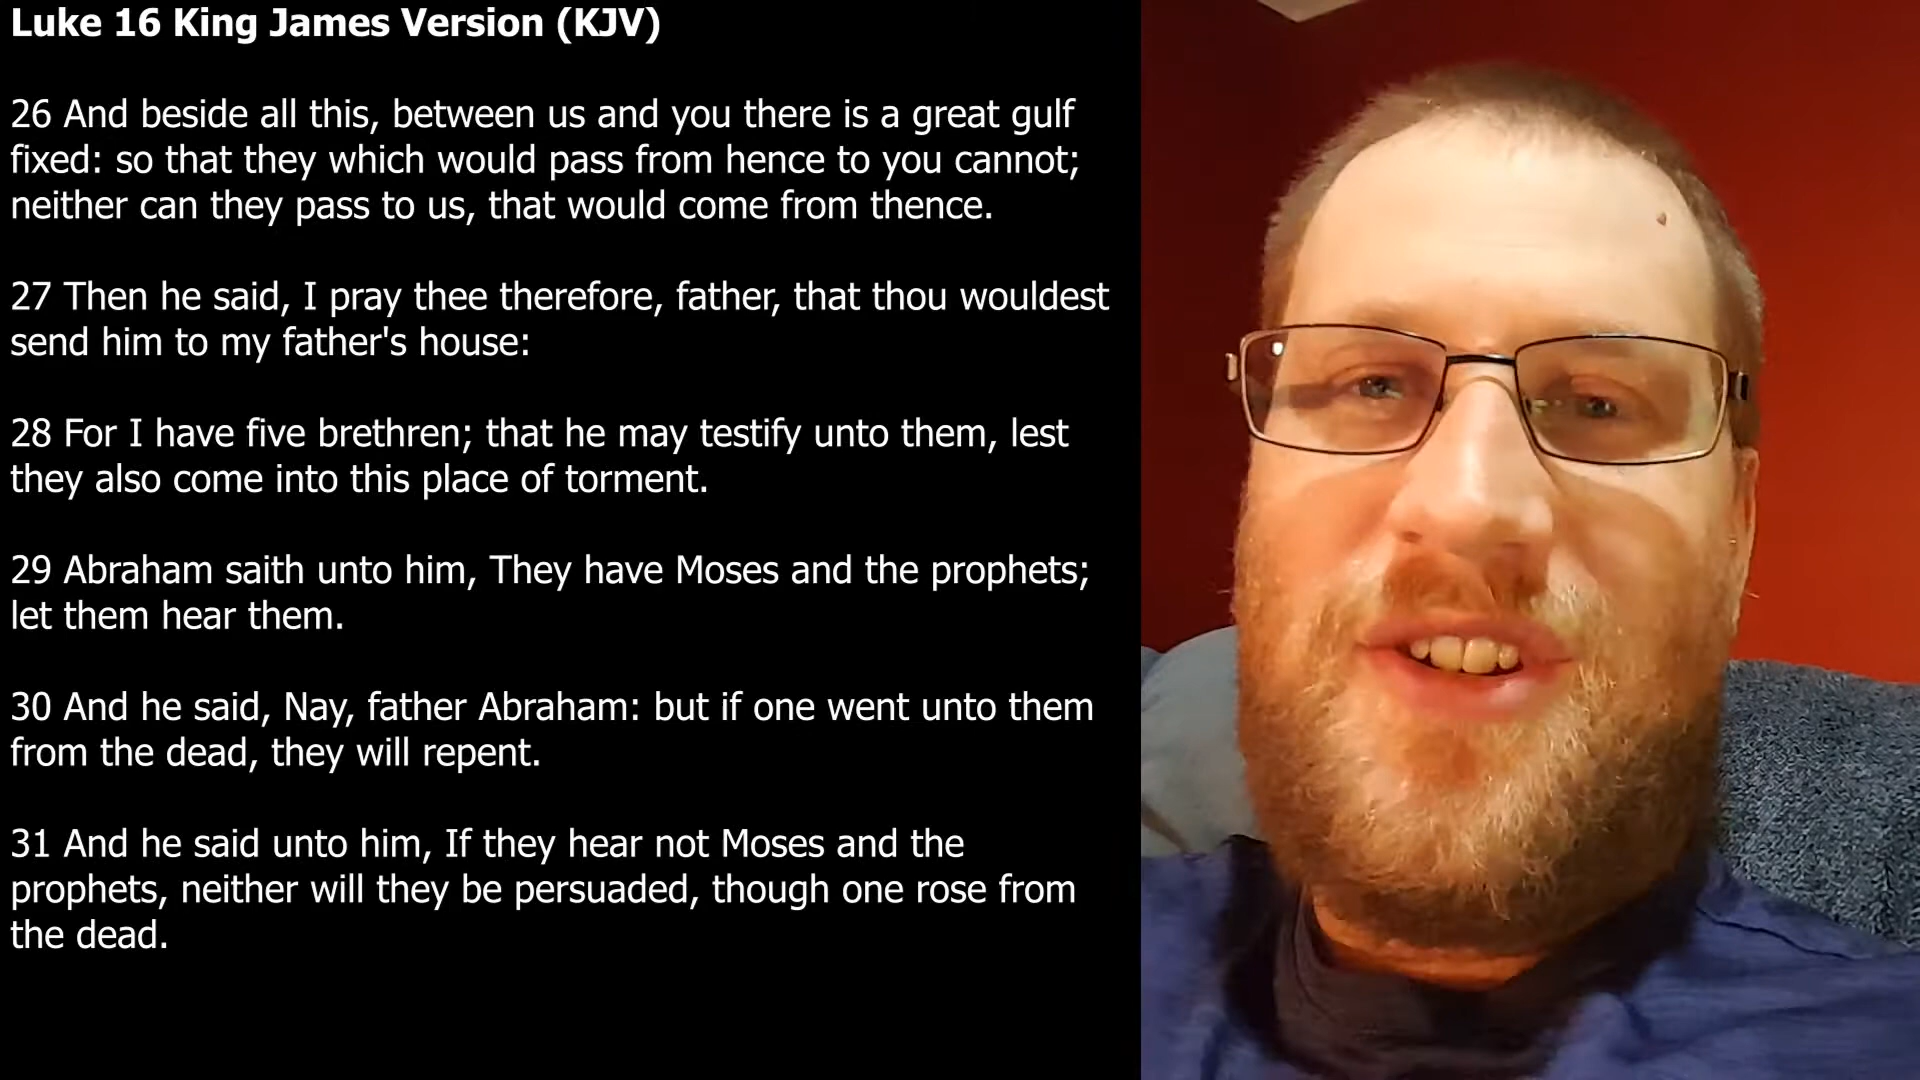 Luke 16 King James Version (KJV)
26 And beside all this, between us and you there is a great gulf
fixed: so that they which would pass from hence to you cannot;
neither can they pass to us, that would come from thence.
27 Then he said, I pray thee therefore, father, that thou wouldest
send him to my father's house:
28 For I have five brethren; that he may testify unto them, lest
they also come into this place of torment.
29 Abraham saith unto him, They have Moses and the prophets;
let them hear them.
30 And he said, Nay, father Abraham: but if one went unto them
from the dead, they will repent.
31 And he said unto him, If they hear not Moses and the
prophets, neither will they be persuaded, though one rose from
the dead.